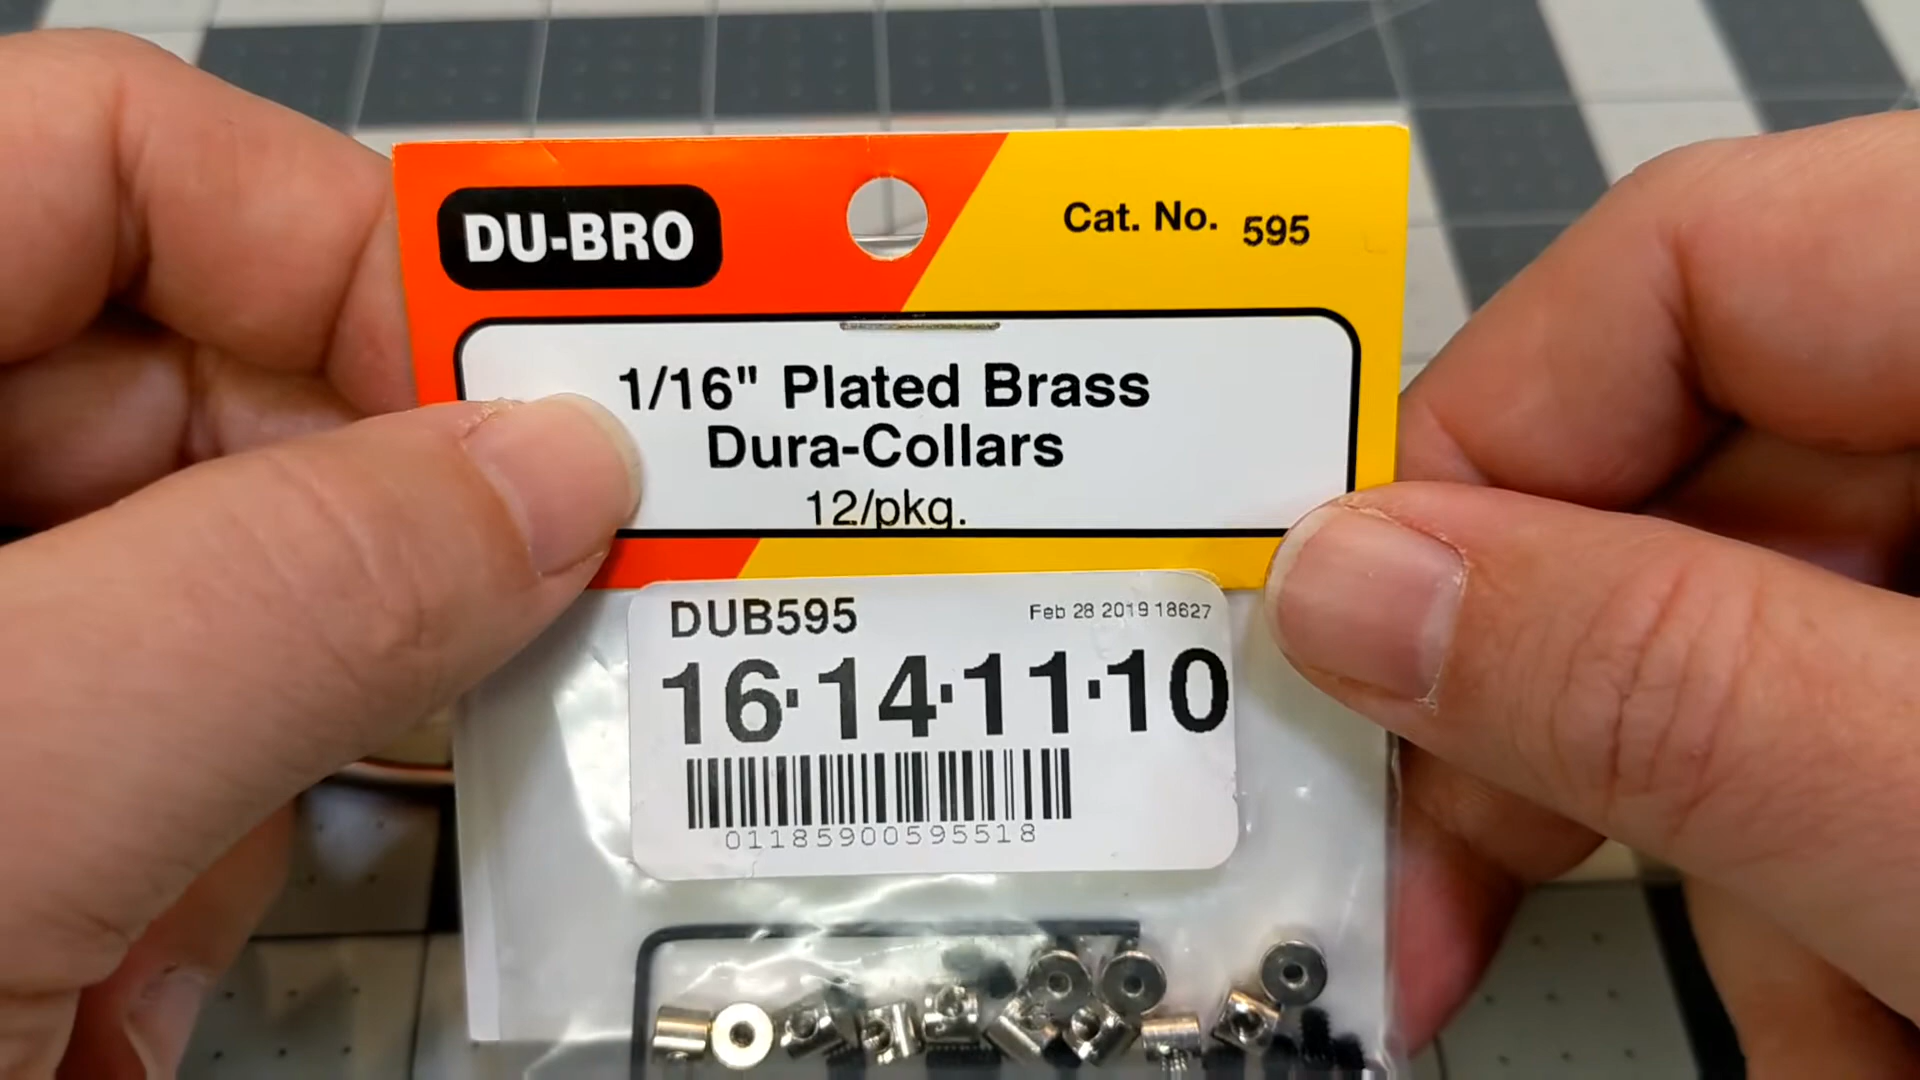 DU-BRO
Cat. No. 595
1/16" Plated Brass
Dura-Collars
12/pkg.
DUB595
Feb 28 2019 18627
16·14·11·10
01185900595518